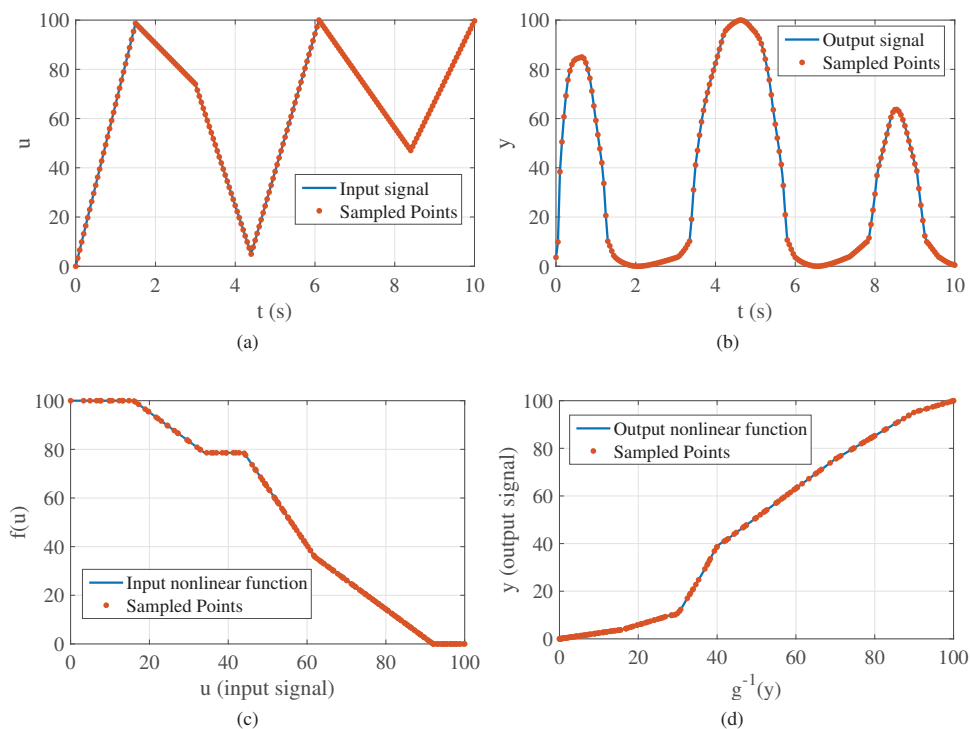 100
80
60
40
20
0
u
0 2 4 6 8 10
t (s)
Input signal
Sampled Points
(a)
100
80
60
40
20
0
y
0 2 4 6 8 10
t (s)
Output signal
Sampled Points
(b)
100
80
60
40
20
0
f(u)
0 20 40 60 80 100
u (input signal)
Input nonlinear function
Sampled Points
(c)
100
80
60
40
20
0
y (output signal)
0 20 40 60 80 100
g⁻¹(y)
Output nonlinear function
Sampled Points
(d)